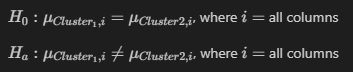 H₀ : μ_{Cluster₁,i} = μ_{Cluster2,i}, where i = all columns
Hₐ : μ_{Cluster₁,i} ≠ μ_{Cluster2,i}, where i = all columns